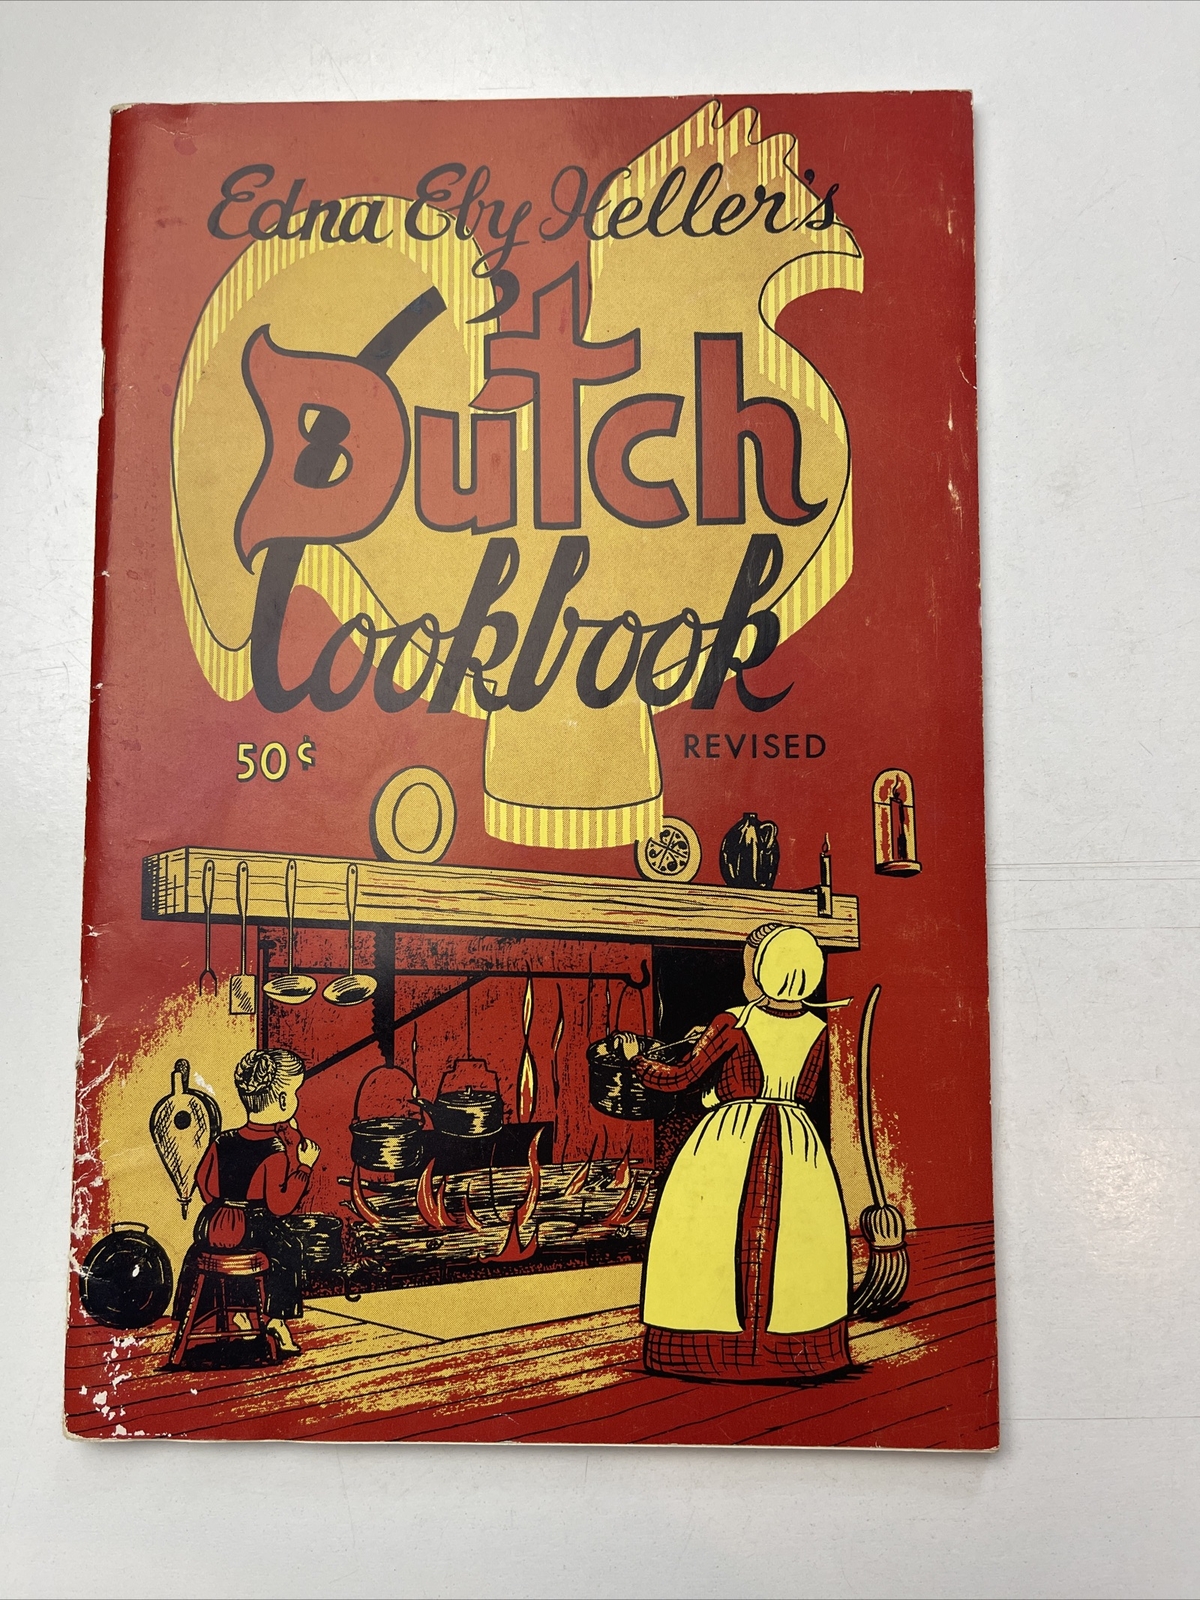 Edna Eby Heller's
Dutch
Cookbook
50¢
REVISED